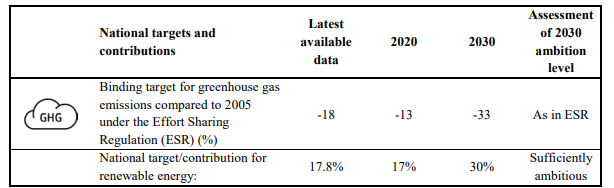 National targets and contributions Latest available data 2020 2030 Assessment of 2030 ambition level
GHG
Binding target for greenhouse gas
emissions compared to 2005
under the Effort Sharing
Regulation (ESR) (%)
-18 -13 -33 As in ESR
National target/contribution for
renewable energy:
17.8% 17% 30% Sufficiently
ambitious